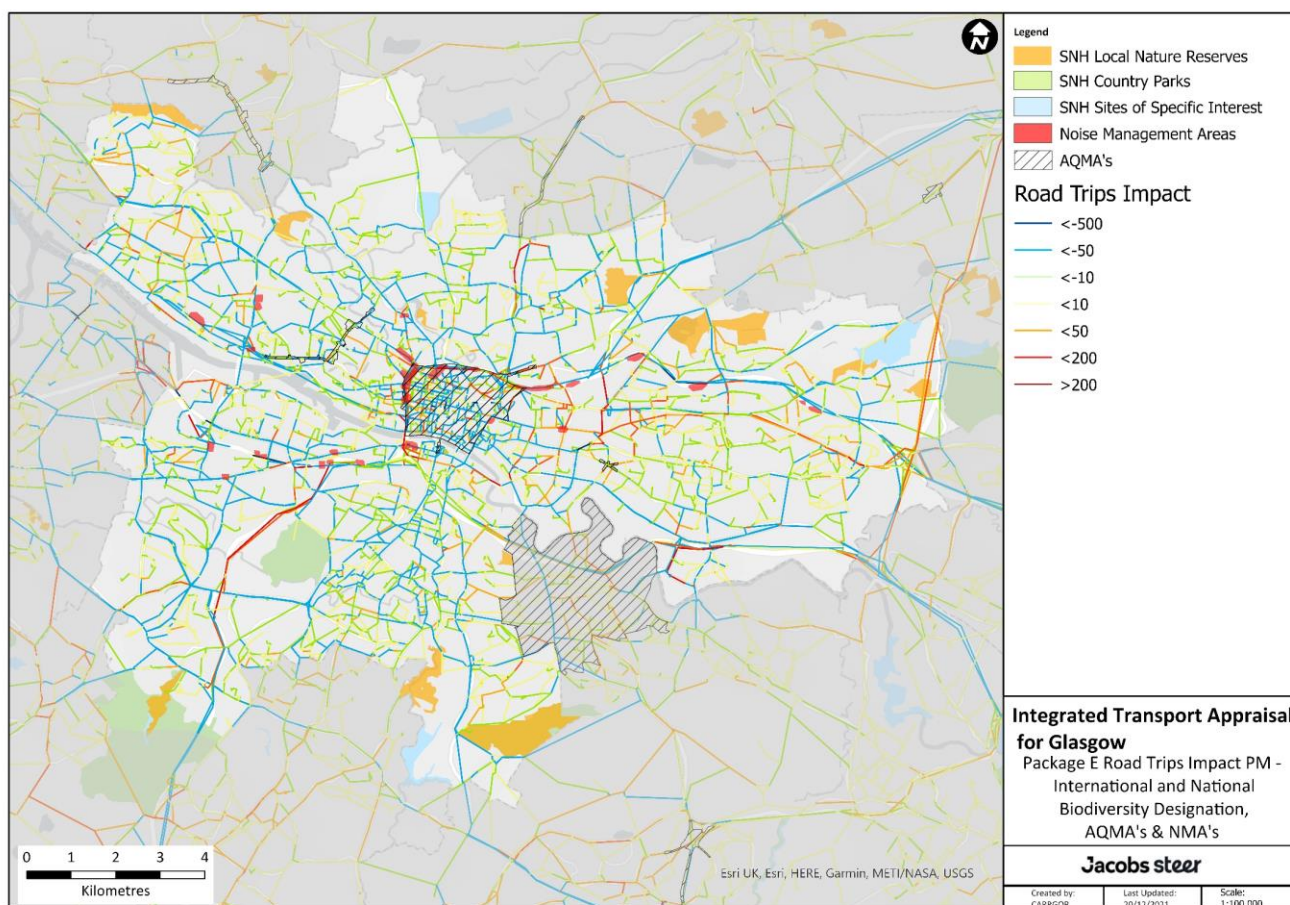 N
Legend
SNH Local Nature Reserves
SNH Country Parks
SNH Sites of Specific Interest
Noise Management Areas
AQMA's
Road Trips Impact
<-500
<-50
<-10
<10
<50
<200
>200
Integrated Transport Appraisal
for Glasgow
Package E Road Trips Impact PM -
International and National
Biodiversity Designation,
AQMA's & NMA's
Jacobs steer
Created by:
Last Updated:
20/12/2021
Scale:
1:100,000
0 1 2 3 4
Kilometres
Esri UK, Esri, HERE, Garmin, METI/NASA, USGS